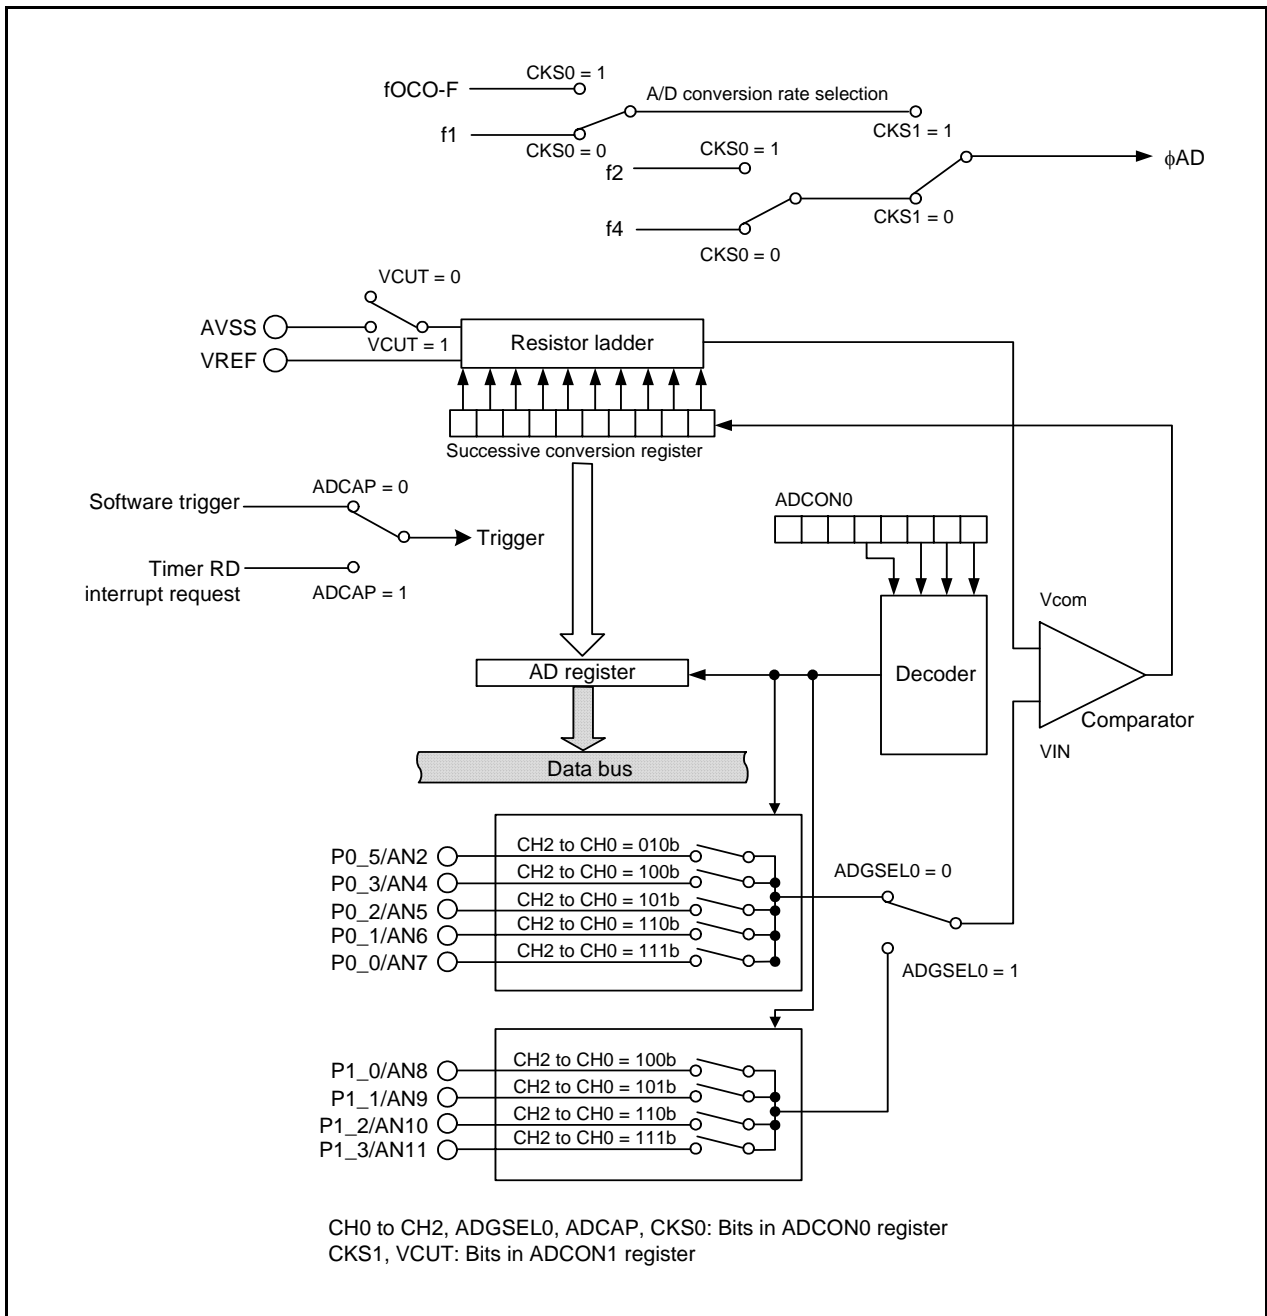 CKS0 = 1
fOCO-F
A/D conversion rate selection
f1
CKS0 = 0
CKS1 = 1
CKS0 = 1
f2
ϕAD
CKS1 = 0
f4
CKS0 = 0
VCUT = 0
AVSS
VCUT = 1
VREF
Resistor ladder
Successive conversion register
ADCAP = 0
Software trigger
Trigger
Timer RD
interrupt request
ADCAP = 1
ADCON0
Vcom
Decoder
Comparator
VIN
AD register
Data bus
P0_5/AN2 CH2 to CH0 = 010b
P0_3/AN4 CH2 to CH0 = 100b
P0_2/AN5 CH2 to CH0 = 101b
P0_1/AN6 CH2 to CH0 = 110b
P0_0/AN7 CH2 to CH0 = 111b
ADGSEL0 = 0
ADGSEL0 = 1
P1_0/AN8 CH2 to CH0 = 100b
P1_1/AN9 CH2 to CH0 = 101b
P1_2/AN10 CH2 to CH0 = 110b
P1_3/AN11 CH2 to CH0 = 111b
CH0 to CH2, ADGSEL0, ADCAP, CKS0: Bits in ADCON0 register
CKS1, VCUT: Bits in ADCON1 register